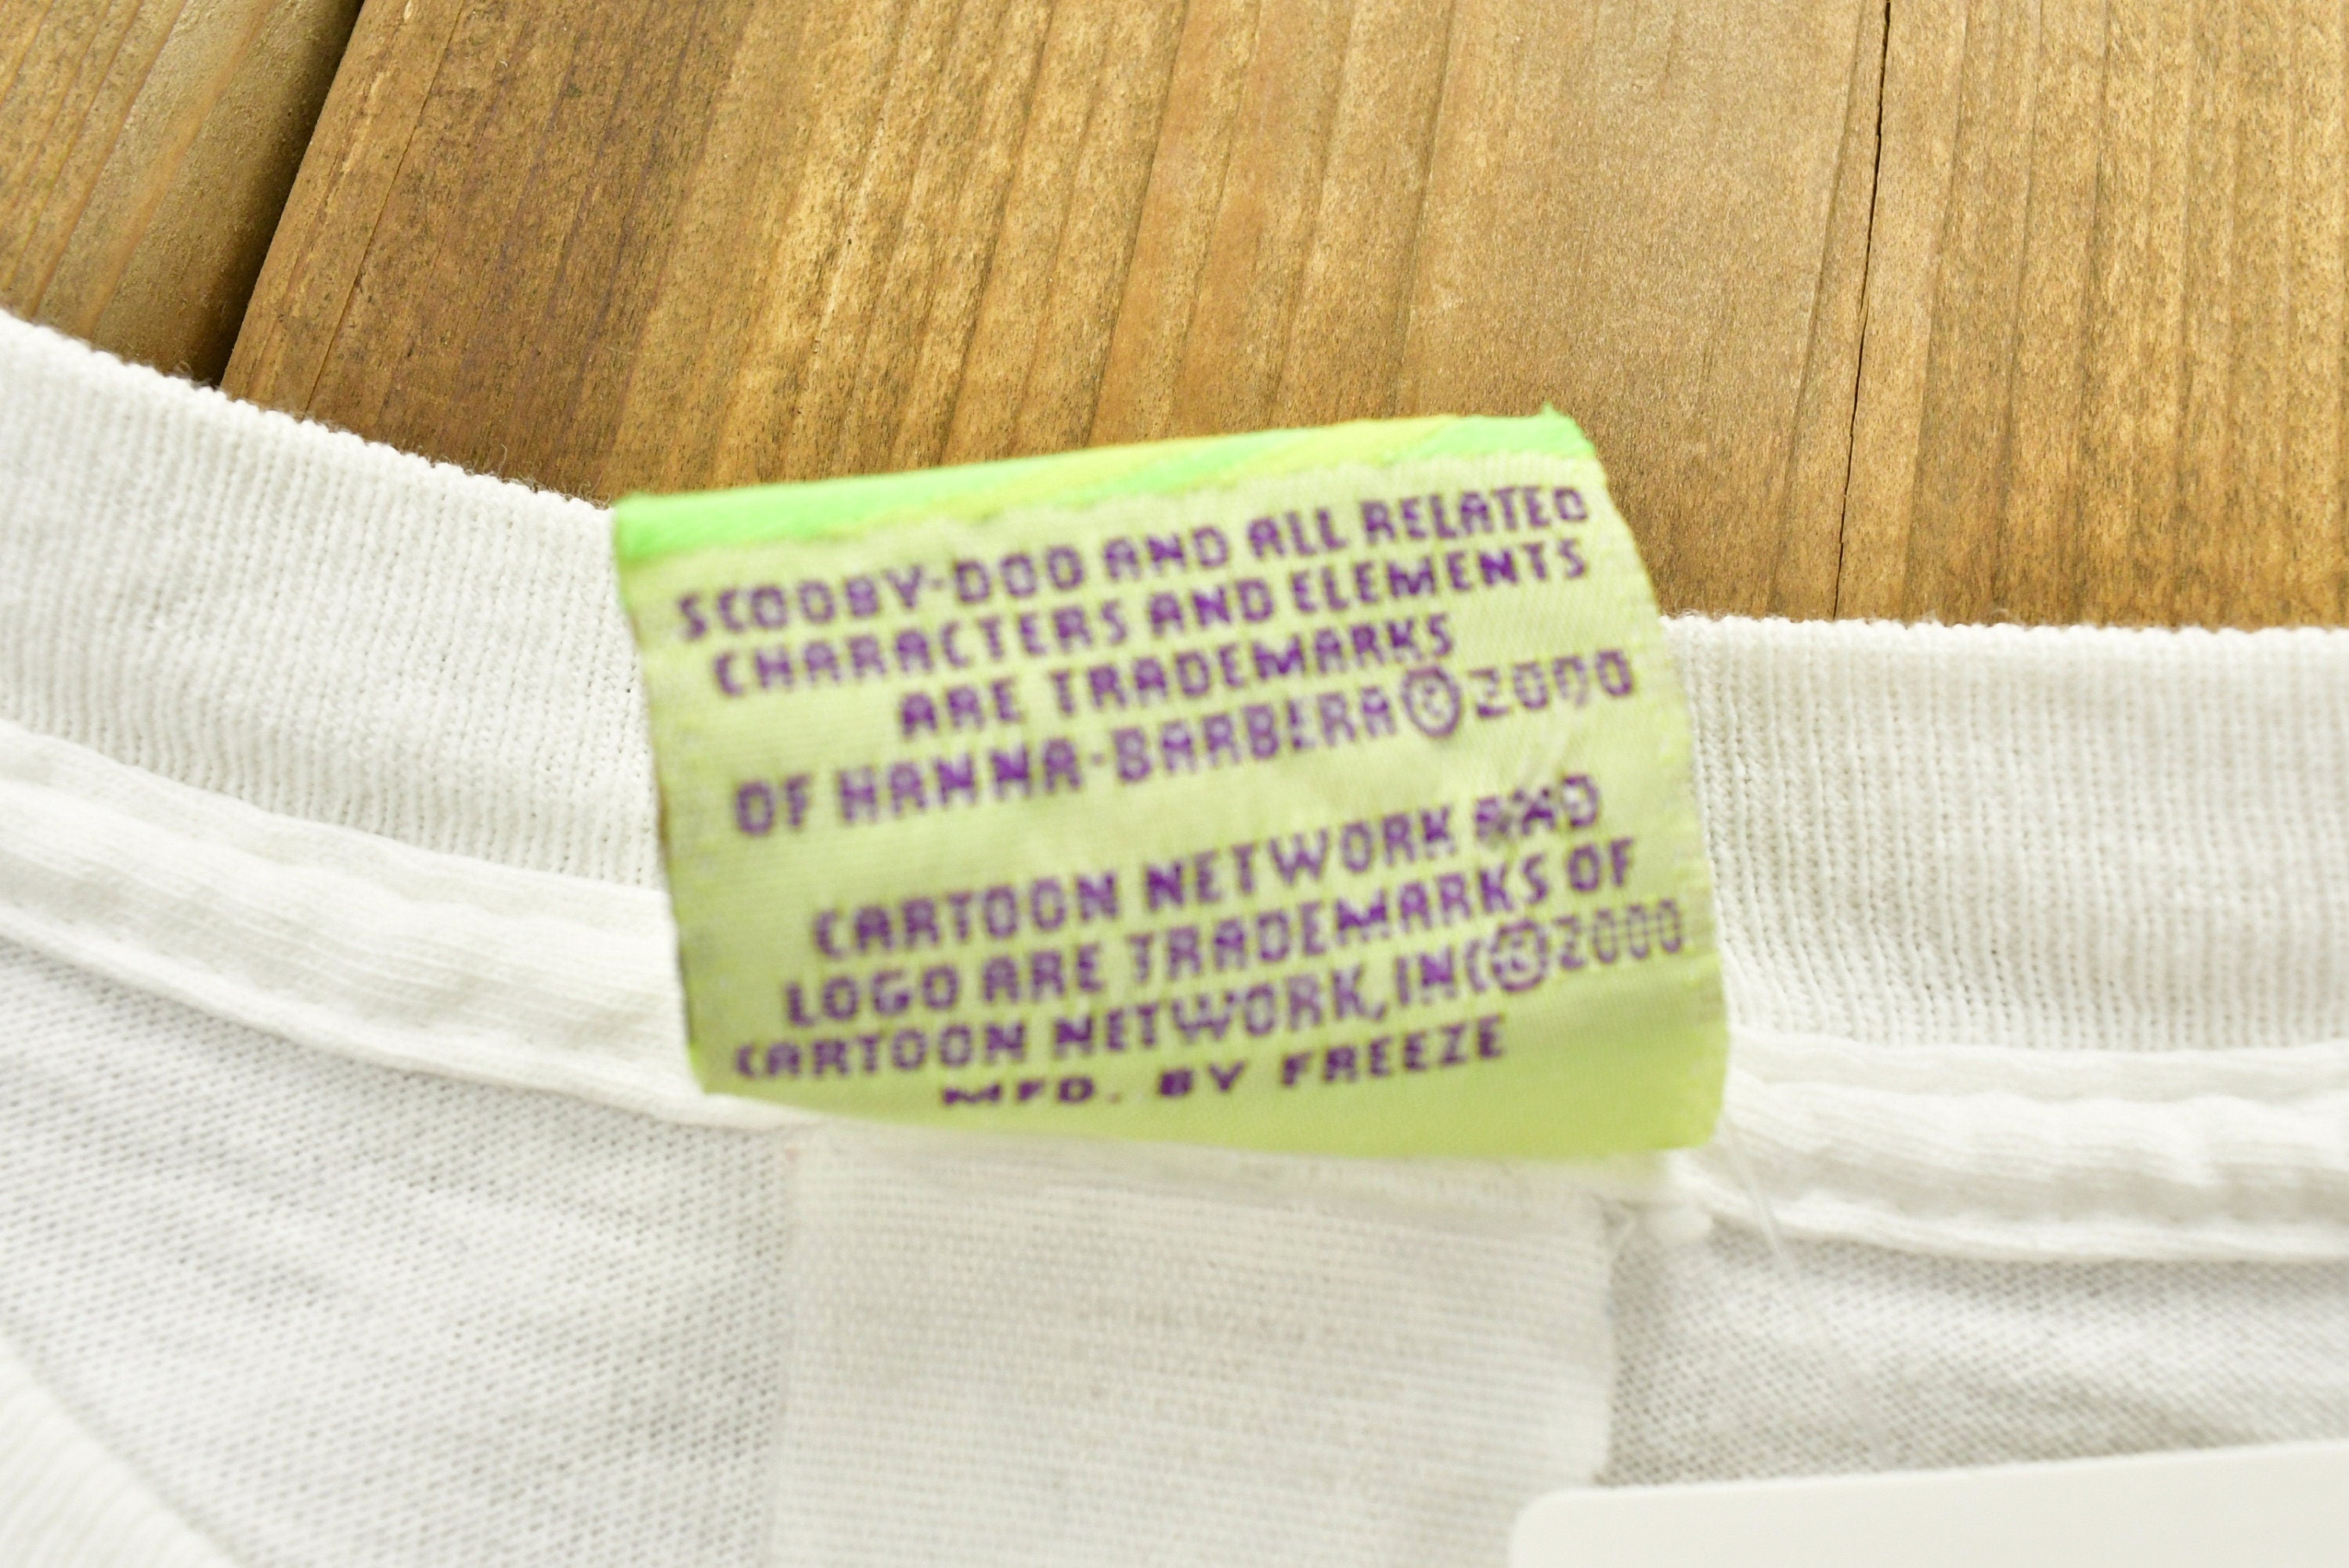 SCOOBY-DOO AND ALL RELATED
CHARACTERS AND ELEMENTS
ARE TRADEMARKS
OF HANNA-BARBERA © 2000
CARTOON NETWORK AND
LOGO ARE TRADEMARKS OF
CARTOON NETWORK, INC © 2000
MFD. BY FREEZE